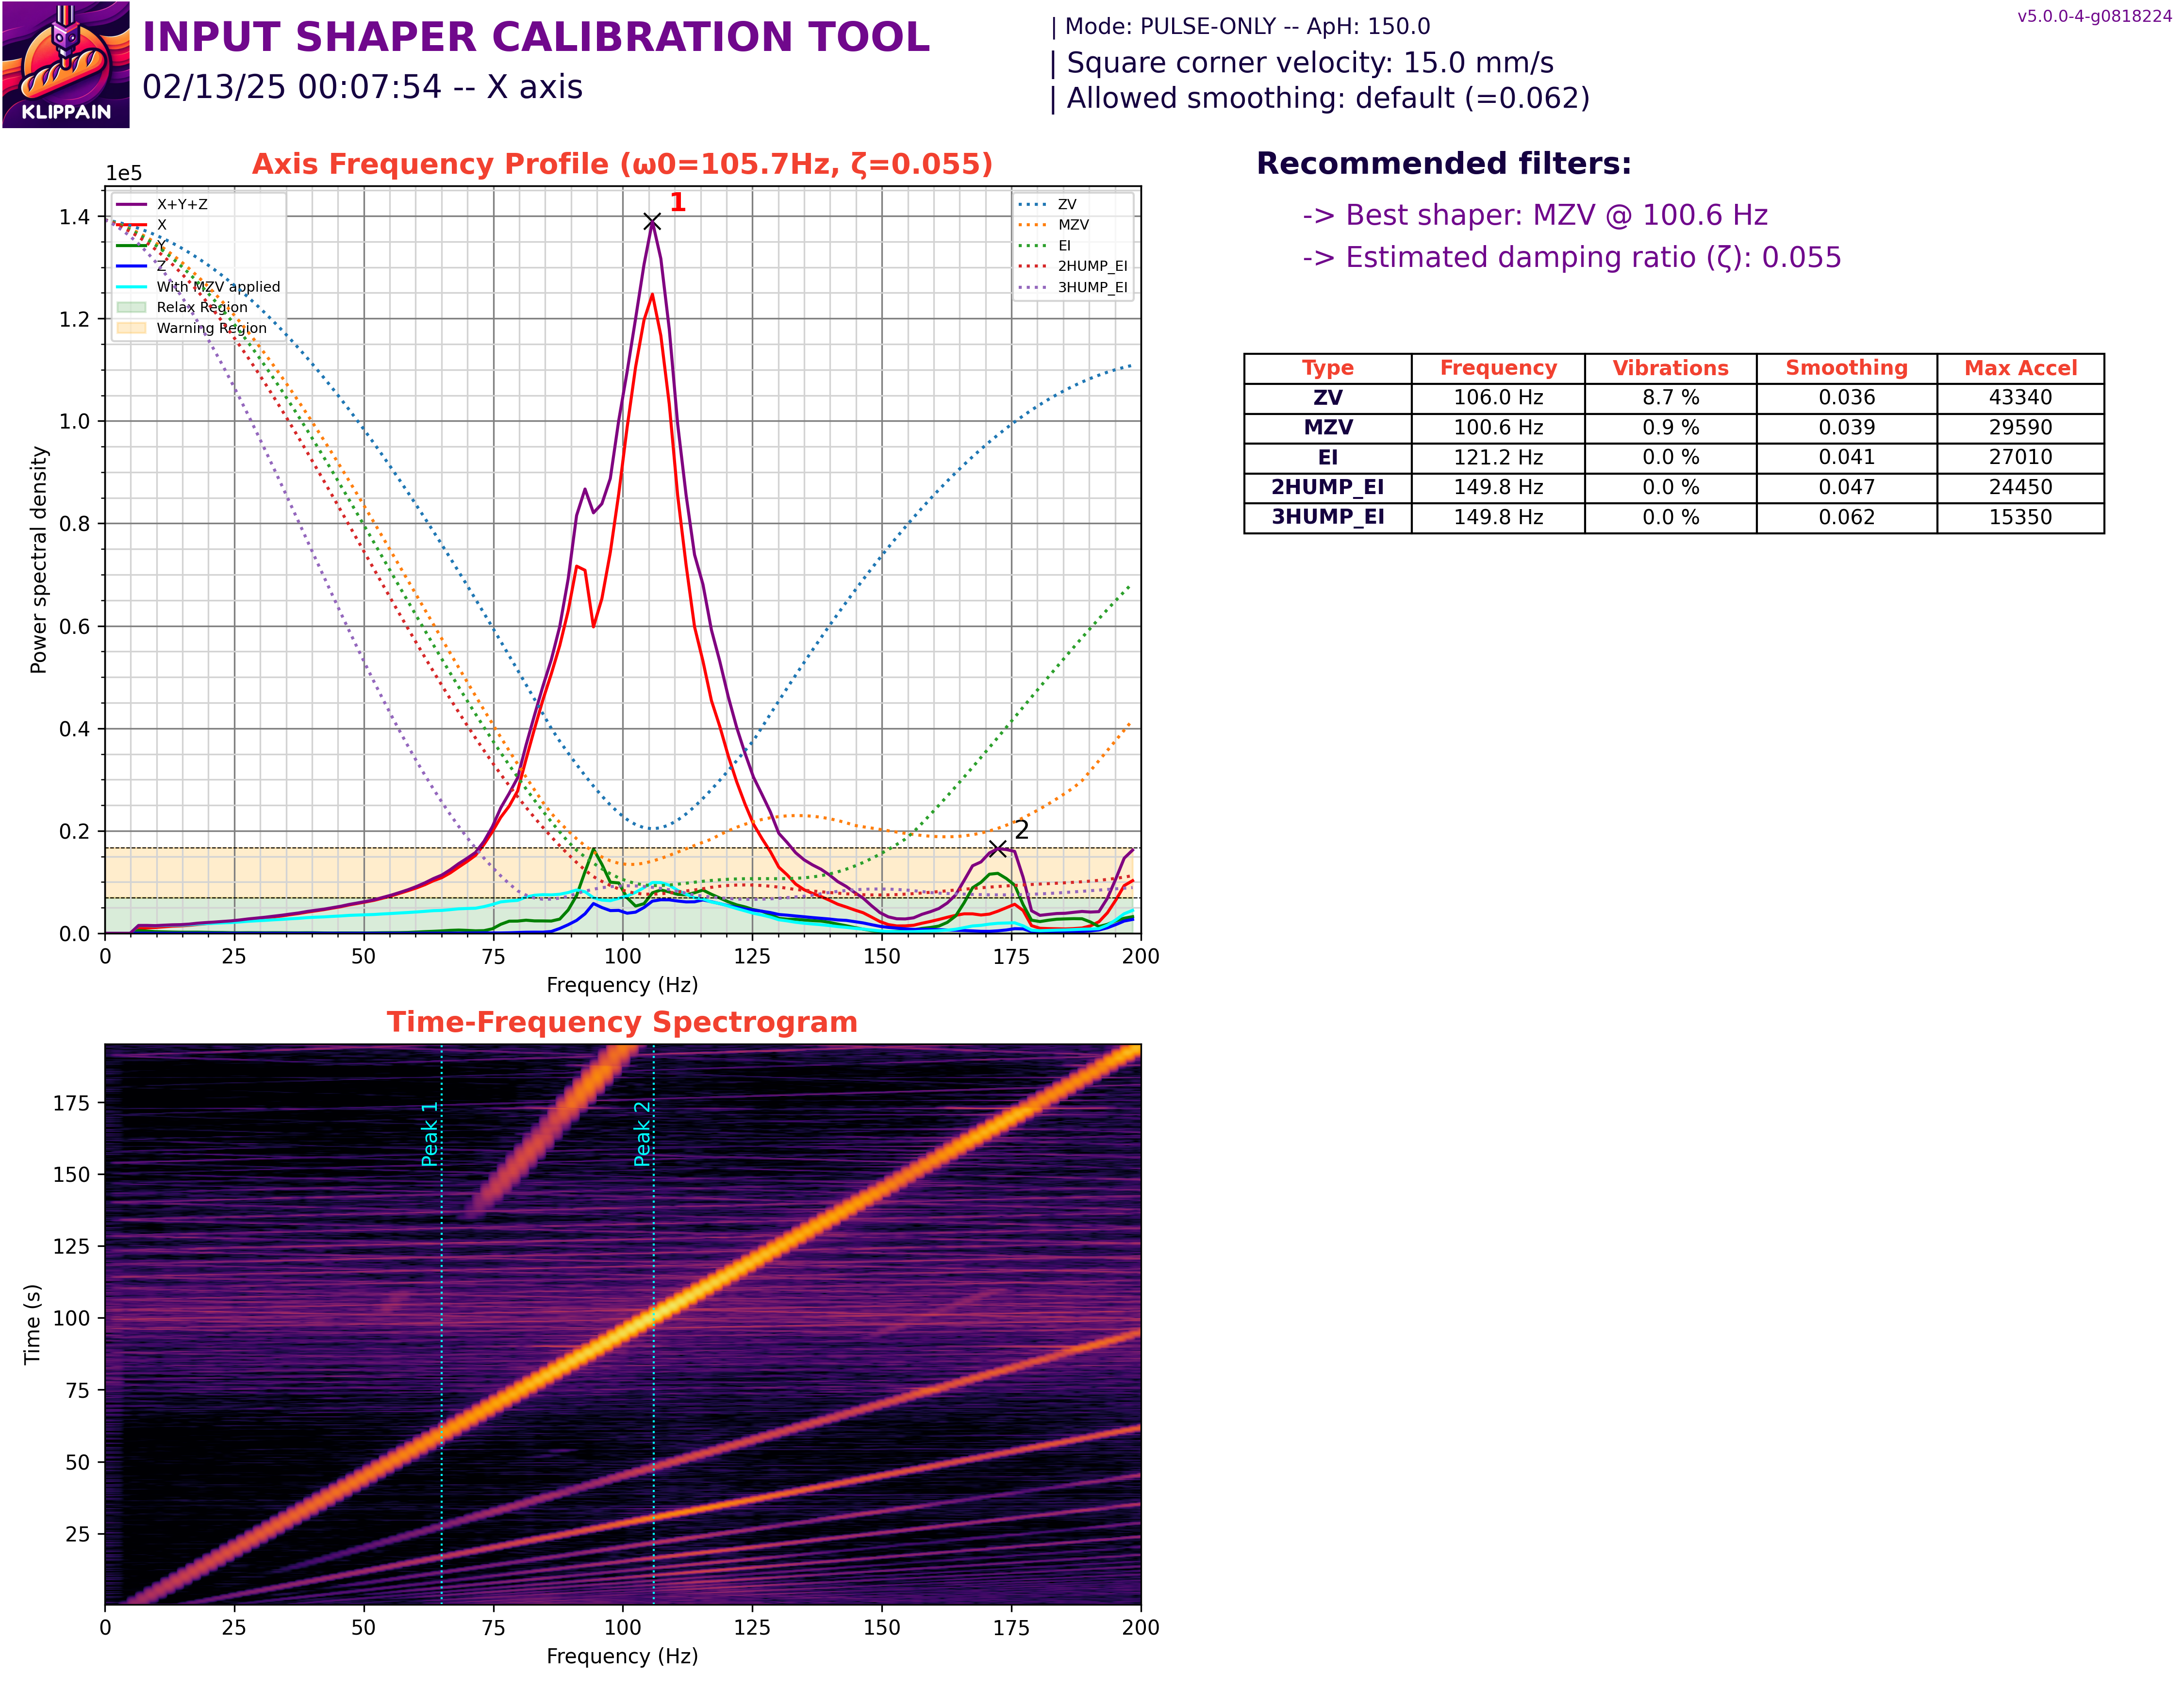 KLIPPAIN
INPUT SHAPER CALIBRATION TOOL
02/13/25 00:07:54 -- X axis
| Mode: PULSE-ONLY -- ApH: 150.0
| Square corner velocity: 15.0 mm/s
| Allowed smoothing: default (=0.062)
v5.0.0-4-g0818224
Axis Frequency Profile (ω0=105.7Hz, ζ=0.055)
1e5
X+Y+Z
X
Y
Z
With MZV applied
Relax Region
Warning Region
ZV
MZV
EI
2HUMP_EI
3HUMP_EI
1
2
Power spectral density
1.4
1.2
1.0
0.8
0.6
0.4
0.2
0.0
0 25 50 75 100 125 150 175 200
Frequency (Hz)
Recommended filters:
-> Best shaper: MZV @ 100.6 Hz
-> Estimated damping ratio (ζ): 0.055
Type Frequency Vibrations Smoothing Max Accel
ZV 106.0 Hz 8.7 % 0.036 43340
MZV 100.6 Hz 0.9 % 0.039 29590
EI 121.2 Hz 0.0 % 0.041 27010
2HUMP_EI 149.8 Hz 0.0 % 0.047 24450
3HUMP_EI 149.8 Hz 0.0 % 0.062 15350
Time-Frequency Spectrogram
Peak 1
Peak 2
Time (s)
175
150
125
100
75
50
25
0 25 50 75 100 125 150 175 200
Frequency (Hz)